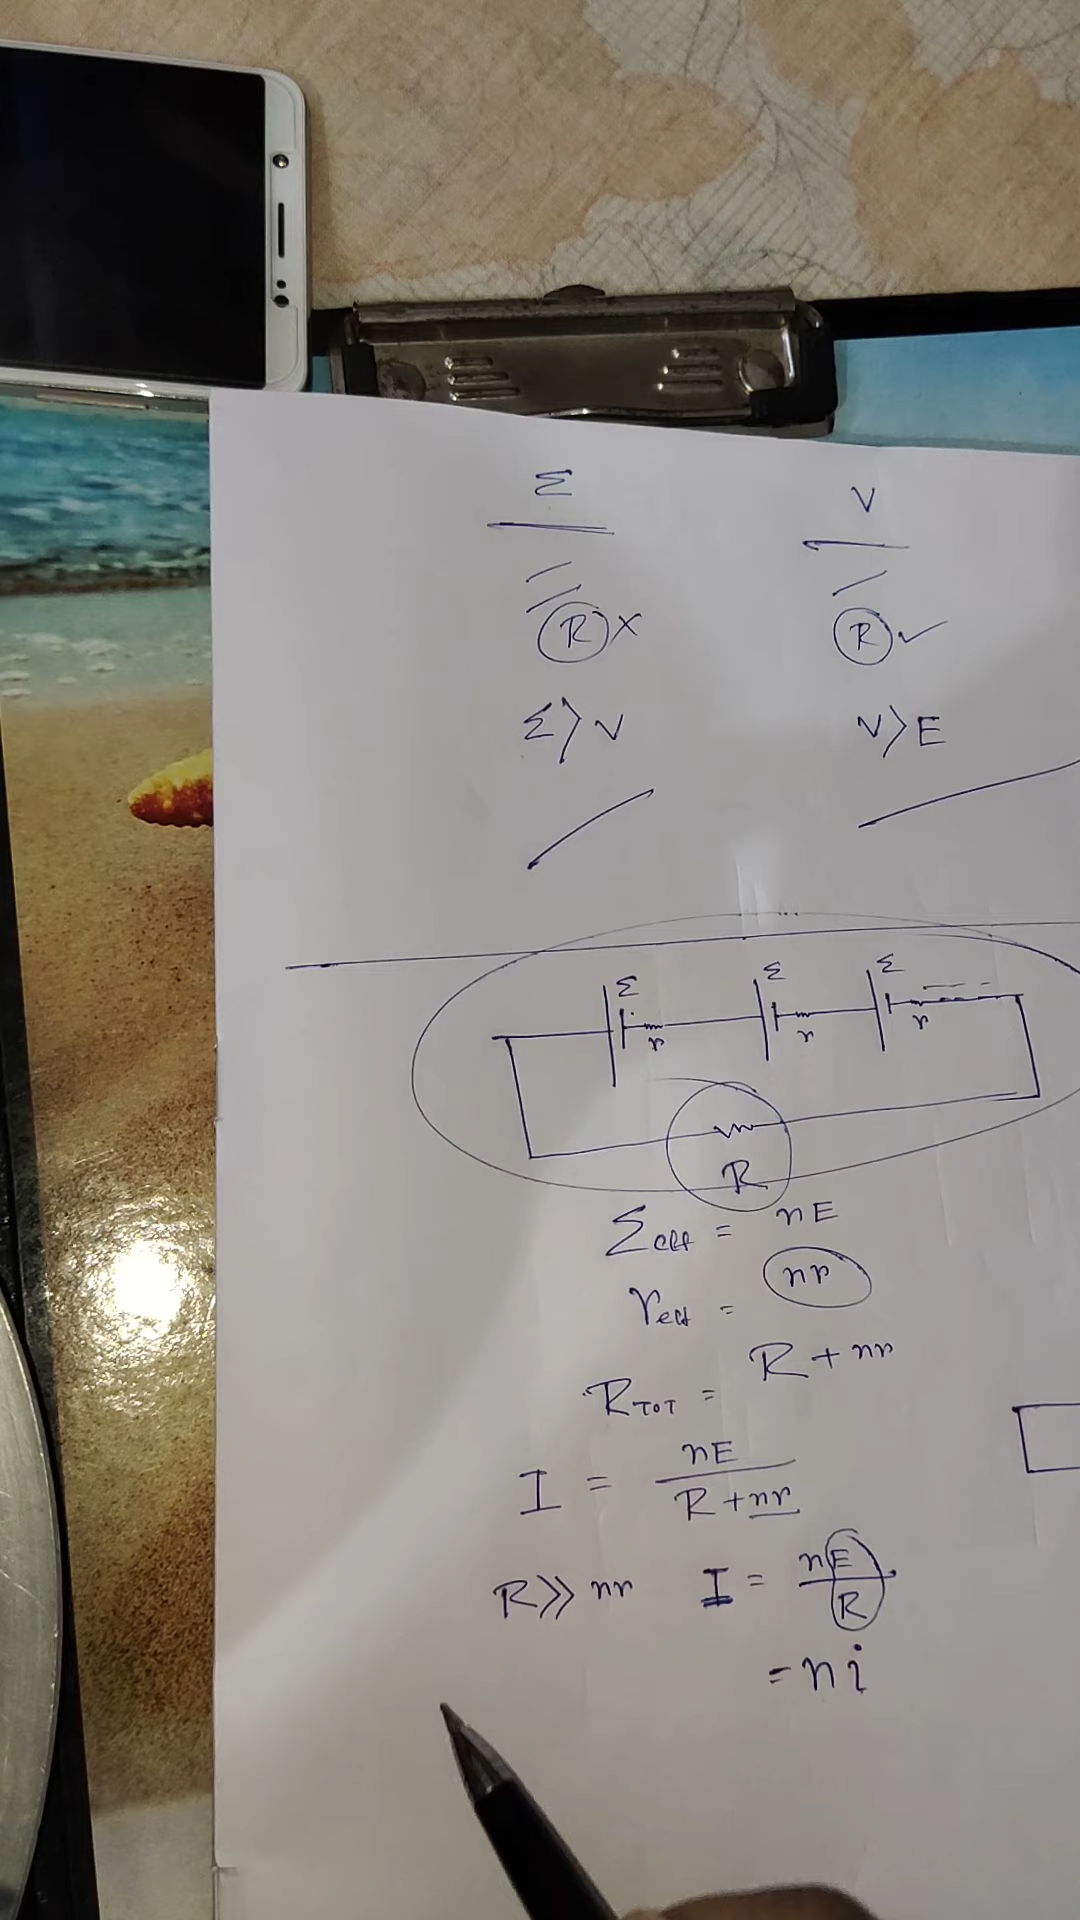 Σ V
R × R ✓
Σ > V V > E
Σ Σ Σ
r r r
R
Σeff = nE
reff = nr
RTOT = R + nr
I = nE / R + nr
R >> nr I = nE / R
= ni